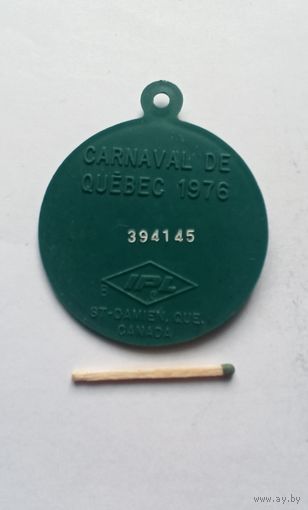 CARNAVAL DE
QUÉBEC 1976
394145
B IPL
ST-DAMIEN, QUE.
CANADA
www.ay.by